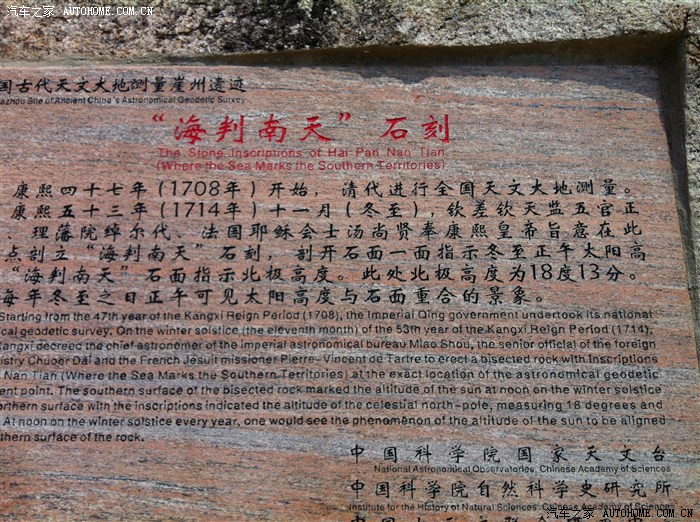 汽车之家 AUTOHOME.COM.CN
国古代天文大地测量崖州遗迹
azhou Site of Ancient China's Astronomical Geodetic Survey
“海判南天”石刻
The Stone Inscriptions of Hai Pan Nan Tian
(Where the Sea Marks the Southern Territories)
康熙四十七年(1708年)开始，清代进行全国天文大地测量。
康熙五十三年(1714年)十一月(冬至)，钦差钦天监五官正
、理藩院绰尔代、法国耶稣会士汤尚贤奉康熙皇帝旨意在此
点剖立“海判南天”石刻，剖开石面一面指示冬至正午太阳高
“海判南天”石面指示北极高度。此处北极高度为18度13分。
每年冬至之日正午可见太阳高度与石面重合的景象。
Starting from the 47th year of the Kangxi Reign Period (1708), the Imperial Qing government undertook its national
ical geodetic survey. On the winter solstice (the eleventh month) of the 53th year of the Kangxi Reign Period (1714),
angxi decreed the chief astronomer of the imperial astronomical bureau Miao Shou, the senior official of the foreign
istry Chuoer Dai and the French Jesuit missioner Pierre-Vincent de Tartre to erect a bisected rock with inscriptions
Nan Tian (Where the Sea Marks the Southern Territories) at the exact location of the astronomical geodetic
ent point. The southern surface of the bisected rock marked the altitude of the sun at noon on the winter solstice
orthern surface with the inscriptions indicated the altitude of the celestial north-pole, measuring 18 degrees and
At noon on the winter solstice every year, one would see the phenomenon of the altitude of the sun to be aligned
thern surface of the rock.
中国科学院国家天文台
National Astronomical Observatories, Chinese Academy of Sciences
中国科学院自然科学史研究所
Institute for the History of Natural Sciences, Chinese Academy of Sciences
汽车之家 AUTOHOME.COM.CN